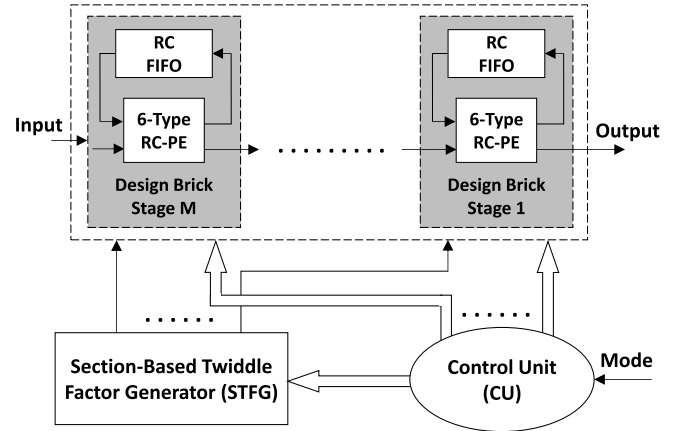 RC
FIFO
6-Type
RC-PE
Design Brick
Stage M
Input
RC
FIFO
6-Type
RC-PE
Design Brick
Stage 1
Output
Section-Based Twiddle
Factor Generator (STFG)
Control Unit
(CU)
Mode